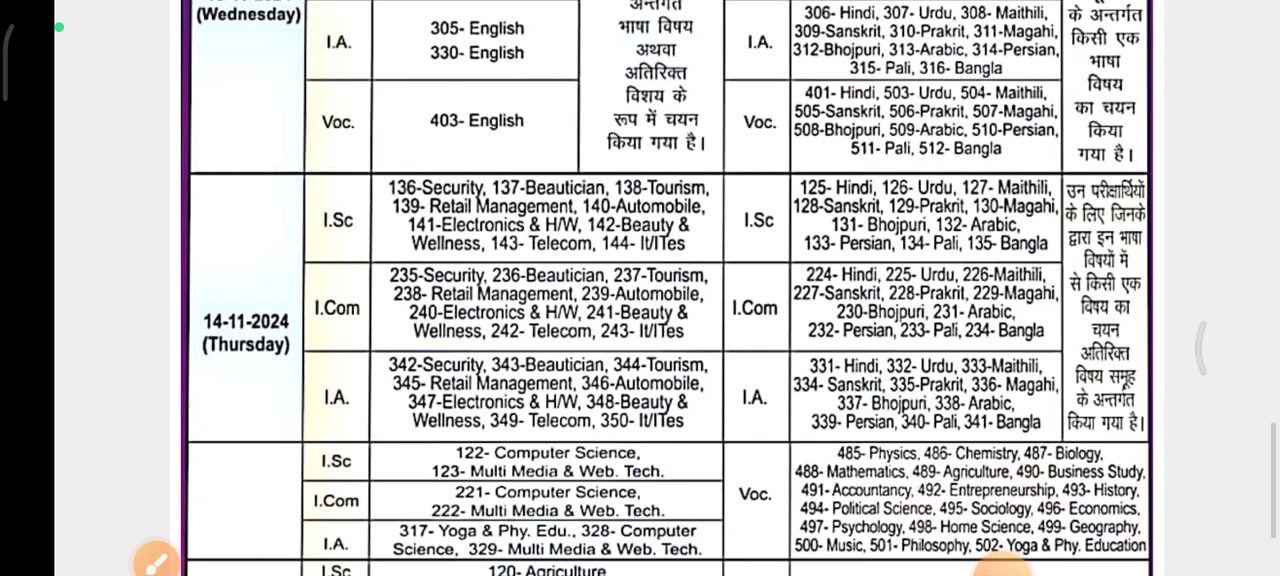 (Wednesday)
I.A.
305- English
330- English
अन्तर्गत
भाषा विषय
अथवा
अतिरिक्त
विशय के
रूप में चयन
किया गया है।
I.A.
306- Hindi, 307- Urdu, 308- Maithili,
309-Sanskrit, 310-Prakrit, 311-Magahi,
312-Bhojpuri, 313-Arabic, 314-Persian,
315- Pali, 316- Bangla
के अन्तर्गत
किसी एक
भाषा
विषय
का चयन
किया
गया है।
Voc.
403- English
Voc.
401- Hindi, 503- Urdu, 504- Maithili,
505-Sanskrit, 506-Prakrit, 507-Magahi,
508-Bhojpuri, 509-Arabic, 510-Persian,
511- Pali, 512- Bangla
14-11-2024
(Thursday)
I.Sc
136-Security, 137-Beautician, 138-Tourism,
139- Retail Management, 140-Automobile,
141-Electronics & H/W, 142-Beauty &
Wellness, 143- Telecom, 144- It/ITes
I.Sc
125- Hindi, 126- Urdu, 127- Maithili,
128-Sanskrit, 129-Prakrit, 130-Magahi,
131- Bhojpuri, 132- Arabic,
133- Persian, 134- Pali, 135- Bangla
उन परीक्षार्थियों
के लिए जिनके
द्वारा इन भाषा
विषयों में
से किसी एक
विषय का
चयन
अतिरिक्त
विषय समूह
के अन्तर्गत
किया गया है।
I.Com
235-Security, 236-Beautician, 237-Tourism,
238- Retail Management, 239-Automobile,
240-Electronics & H/W, 241-Beauty &
Wellness, 242- Telecom, 243- It/ITes
I.Com
224- Hindi, 225- Urdu, 226-Maithili,
227-Sanskrit, 228-Prakrit, 229-Magahi,
230-Bhojpuri, 231- Arabic,
232- Persian, 233- Pali, 234- Bangla
I.A.
342-Security, 343-Beautician, 344-Tourism,
345- Retail Management, 346-Automobile,
347-Electronics & H/W, 348-Beauty &
Wellness, 349- Telecom, 350- It/ITes
I.A.
331- Hindi, 332- Urdu, 333-Maithili,
334- Sanskrit, 335-Prakrit, 336- Magahi,
337- Bhojpuri, 338- Arabic,
339- Persian, 340- Pali, 341- Bangla
I.Sc
122- Computer Science,
123- Multi Media & Web. Tech.
I.Com
221- Computer Science,
222- Multi Media & Web. Tech.
I.A.
317- Yoga & Phy. Edu., 328- Computer
Science, 329- Multi Media & Web. Tech.
Voc.
485- Physics, 486- Chemistry, 487- Biology,
488- Mathematics, 489- Agriculture, 490- Business Study,
491- Accountancy, 492- Entrepreneurship, 493- History,
494- Political Science, 495- Sociology, 496- Economics,
497- Psychology, 498- Home Science, 499- Geography,
500- Music, 501- Philosophy, 502- Yoga & Phy. Education
I.Sc
120- Agriculture